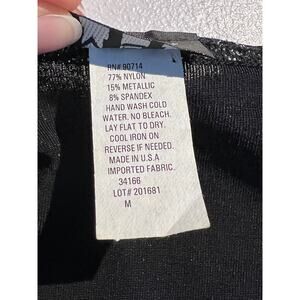 RN# 90714
77% NYLON
15% METALLIC
8% SPANDEX
HAND WASH COLD
WATER, NO BLEACH.
LAY FLAT TO DRY.
COOL IRON ON
REVERSE IF NEEDED.
MADE IN U.S.A
IMPORTED FABRIC.
34166
LOT# 201681
M